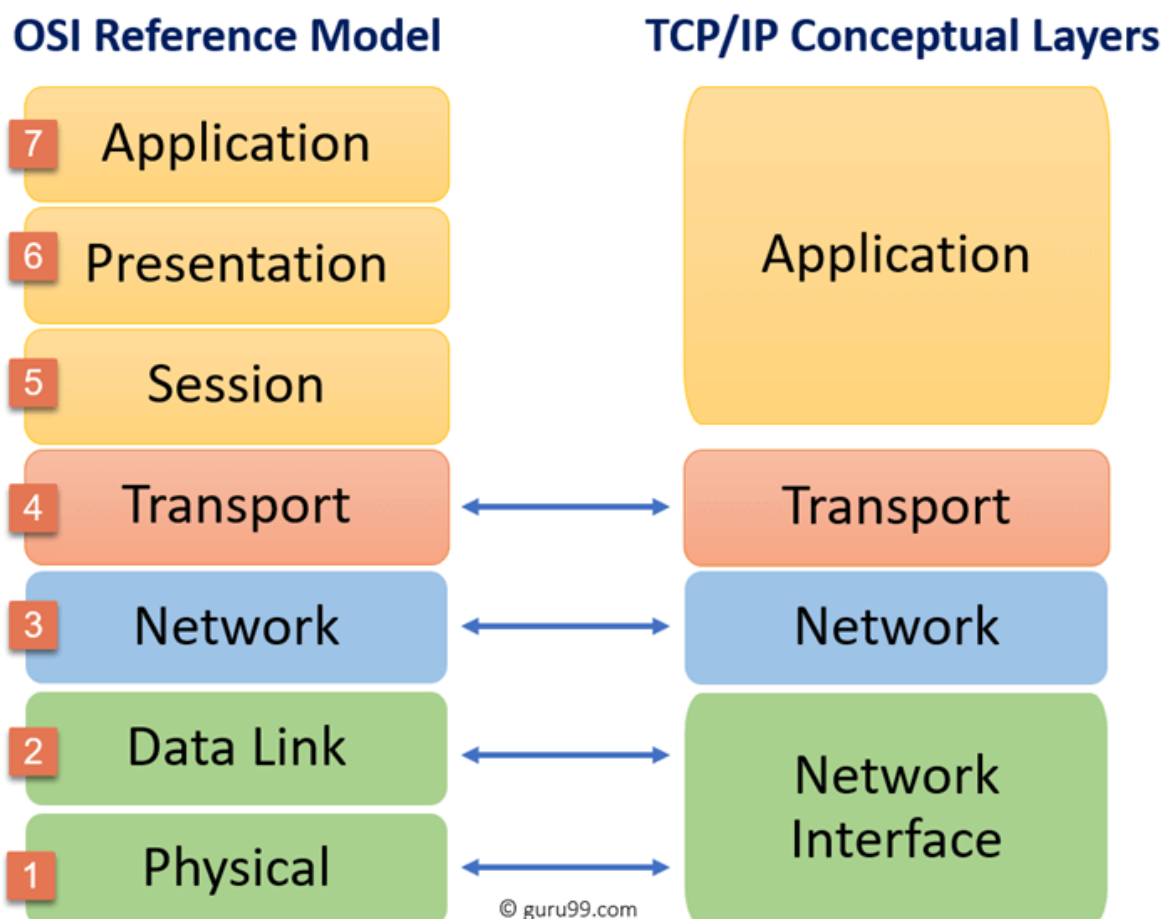 OSI Reference Model
TCP/IP Conceptual Layers
7 Application
6 Presentation
5 Session
4 Transport
3 Network
2 Data Link
1 Physical
Application
Transport
Network
Network
Interface
© guru99.com